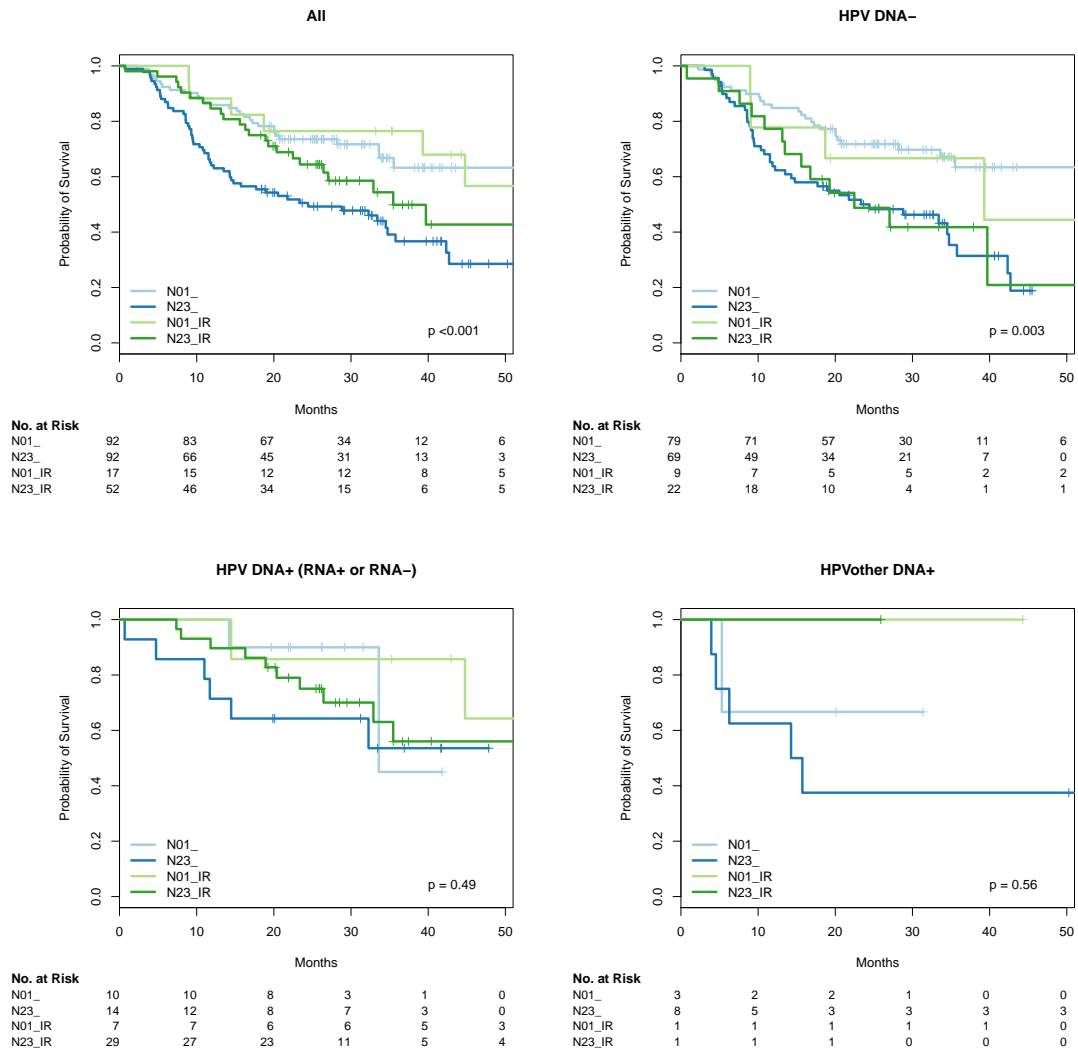 All
Probability of Survival
1.0
0.8
0.6
0.4
0.2
0.0
N01_
N23_
N01_IR
N23_IR
p <0.001
0 10 20 30 40 50
Months
No. at Risk
N01_ 92 83 67 34 12 6
N23_ 92 66 45 31 13 3
N01_IR 17 15 12 12 8 5
N23_IR 52 46 34 15 6 5
HPV DNA−
Probability of Survival
1.0
0.8
0.6
0.4
0.2
0.0
N01_
N23_
N01_IR
N23_IR
p = 0.003
0 10 20 30 40 50
Months
No. at Risk
N01_ 79 71 57 30 11 6
N23_ 69 49 34 21 7 0
N01_IR 9 7 5 5 2 2
N23_IR 22 18 10 4 1 1
HPV DNA+ (RNA+ or RNA−)
Probability of Survival
1.0
0.8
0.6
0.4
0.2
0.0
N01_
N23_
N01_IR
N23_IR
p = 0.49
0 10 20 30 40 50
Months
No. at Risk
N01_ 10 10 8 3 1 0
N23_ 14 12 8 7 3 0
N01_IR 7 7 6 6 5 3
N23_IR 29 27 23 11 5 4
HPVother DNA+
Probability of Survival
1.0
0.8
0.6
0.4
0.2
0.0
N01_
N23_
N01_IR
N23_IR
p = 0.56
0 10 20 30 40 50
Months
No. at Risk
N01_ 3 2 2 1 0 0
N23_ 8 5 3 3 3 3
N01_IR 1 1 1 1 1 0
N23_IR 1 1 1 0 0 0